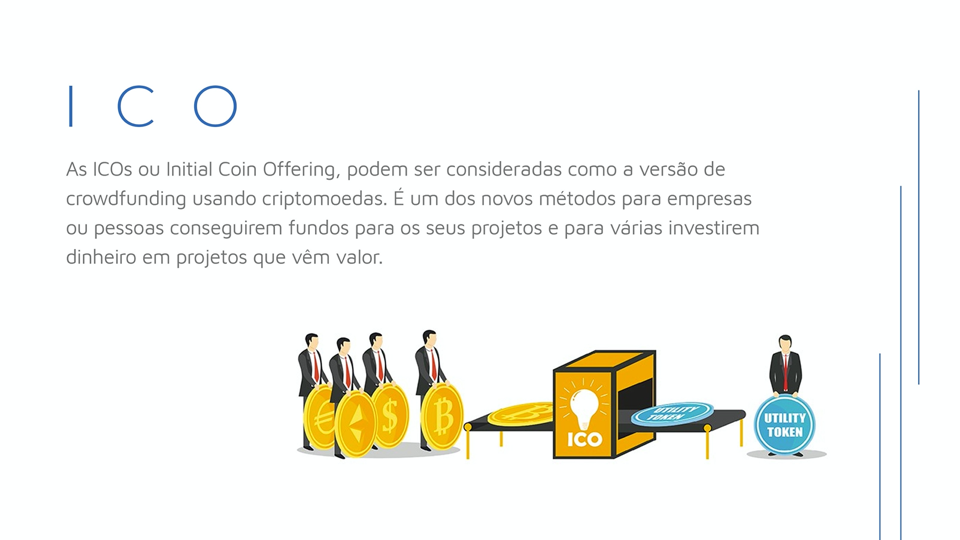 ICO
As ICOs ou Initial Coin Offering, podem ser consideradas como a versão de
crowdfunding usando criptomoedas. É um dos novos métodos para empresas
ou pessoas conseguirem fundos para os seus projetos e para várias investirem
dinheiro em projetos que vêm valor.
ICO
UTILITY
TOKEN
UTILITY
TOKEN